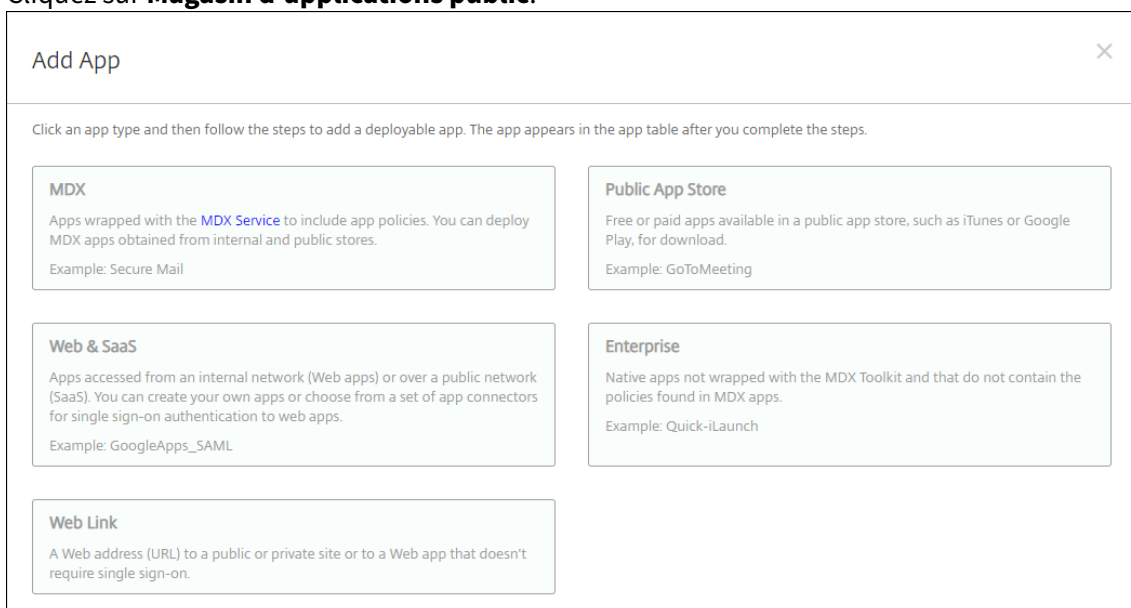 Cliquez sur Magasin d'applications public.
Add App
Click an app type and then follow the steps to add a deployable app. The app appears in the app table after you complete the steps.
MDX
Apps wrapped with the MDX Service to include app policies. You can deploy
MDX apps obtained from internal and public stores.
Example: Secure Mail
Public App Store
Free or paid apps available in a public app store, such as iTunes or Google
Play, for download.
Example: GoToMeeting
Web & SaaS
Apps accessed from an internal network (Web apps) or over a public network
(SaaS). You can create your own apps or choose from a set of app connectors
for single sign-on authentication to web apps.
Example: GoogleApps_SAML
Enterprise
Native apps not wrapped with the MDX Toolkit and that do not contain the
policies found in MDX apps.
Example: Quick-iLaunch
Web Link
A Web address (URL) to a public or private site or to a Web app that doesn't
require single sign-on.